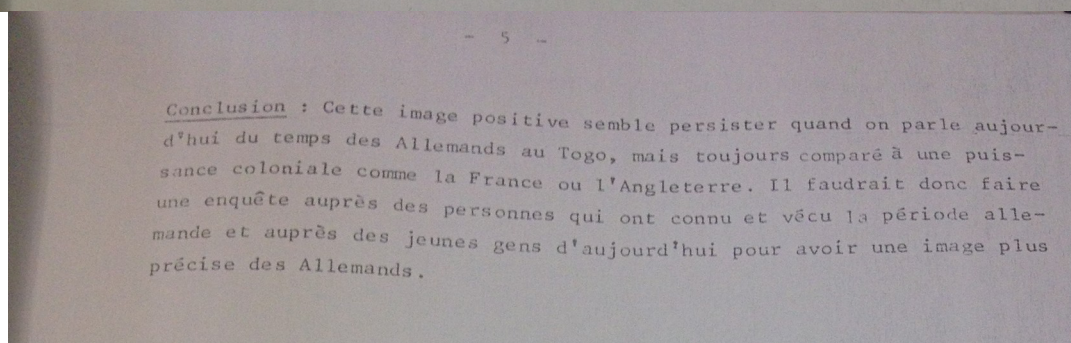 - 5 -
Conclusion : Cette image positive semble persister quand on parle aujour-
d'hui du temps des Allemands au Togo, mais toujours comparé à une puis-
sance coloniale comme la France ou l'Angleterre. Il faudrait donc faire
une enquête auprès des personnes qui ont connu et vécu la période alle-
mande et auprès des jeunes gens d'aujourd'hui pour avoir une image plus
précise des Allemands.